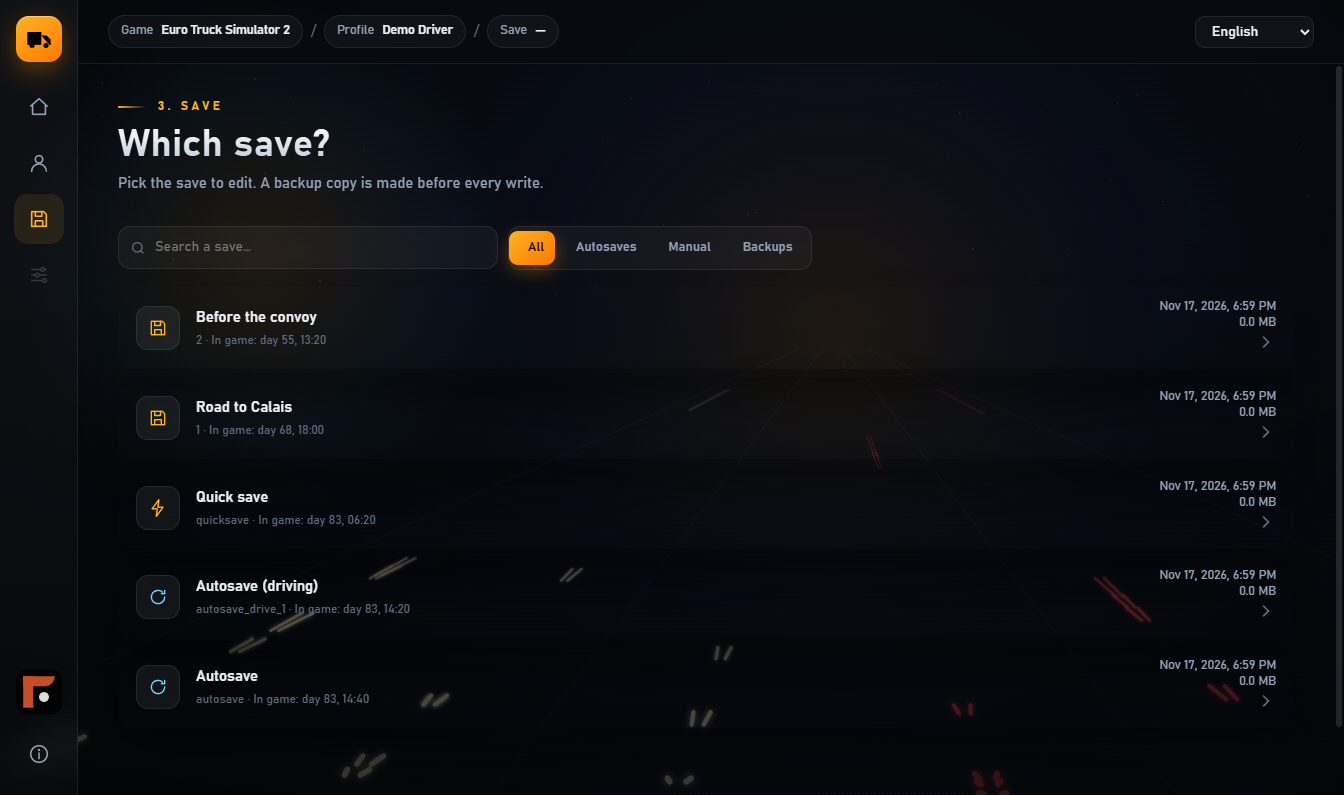 Game Euro Truck Simulator 2 / Profile Demo Driver / Save —
English
3. SAVE
Which save?
Pick the save to edit. A backup copy is made before every write.
Search a save...
All Autosaves Manual Backups
Before the convoy
2 · In game: day 55, 13:20
Nov 17, 2026, 6:59 PM
0.0 MB
Road to Calais
1 · In game: day 68, 18:00
Nov 17, 2026, 6:59 PM
0.0 MB
Quick save
quicksave · In game: day 83, 06:20
Nov 17, 2026, 6:59 PM
0.0 MB
Autosave (driving)
autosave_drive_1 · In game: day 83, 14:20
Nov 17, 2026, 6:59 PM
0.0 MB
Autosave
autosave · In game: day 83, 14:40
Nov 17, 2026, 6:59 PM
0.0 MB